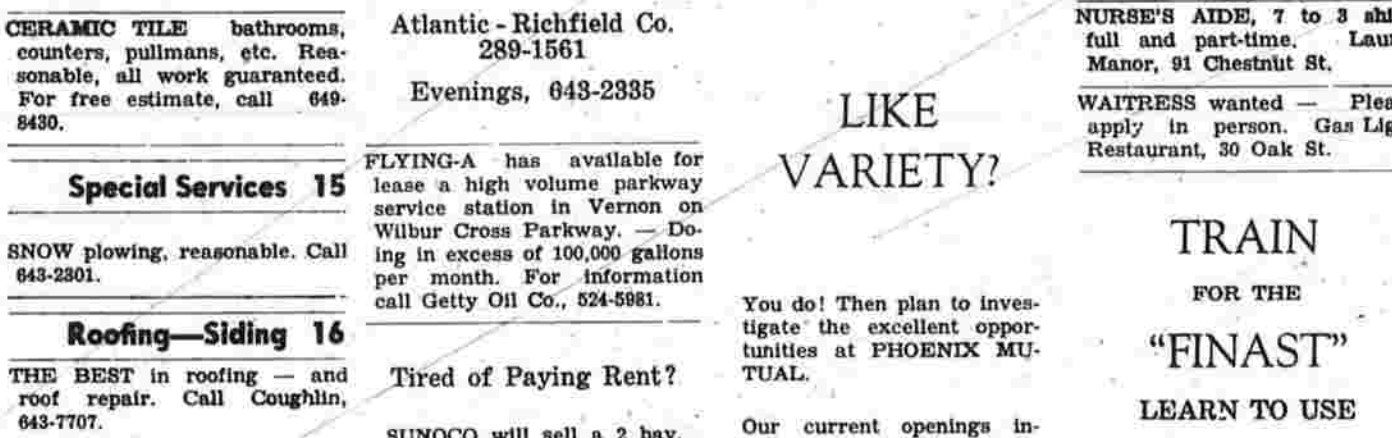 CERAMIC TILE bathrooms,
counters, pullmans, etc. Rea-
sonable, all work guaranteed.
For free estimate, call 649-
8430.
Special Services 15
SNOW plowing, reasonable. Call
643-2301.
Roofing—Siding 16
THE BEST in roofing — and
roof repair. Call Coughlin,
643-7707.
Atlantic - Richfield Co.
289-1561
Evenings, 643-2335
FLYING-A has available for
lease a high volume parkway
service station in Vernon on
Wilbur Cross Parkway. — Do-
ing in excess of 100,000 gallons
per month. For information
call Getty Oil Co., 524-5981.
Tired of Paying Rent?
SUNOCO will sell a 2 bay,
LIKE
VARIETY?
You do! Then plan to inves-
tigate the excellent oppor-
tunities at PHOENIX MU-
TUAL.
Our current openings in-
NURSE'S AIDE, 7 to 3
full and part-time.
Manor, 91 Chestnut St.
WAITRESS wanted —
apply in person. Gas
Restaurant, 30 Oak St.
TRAIN
FOR THE
“FINAST”
LEARN TO USE